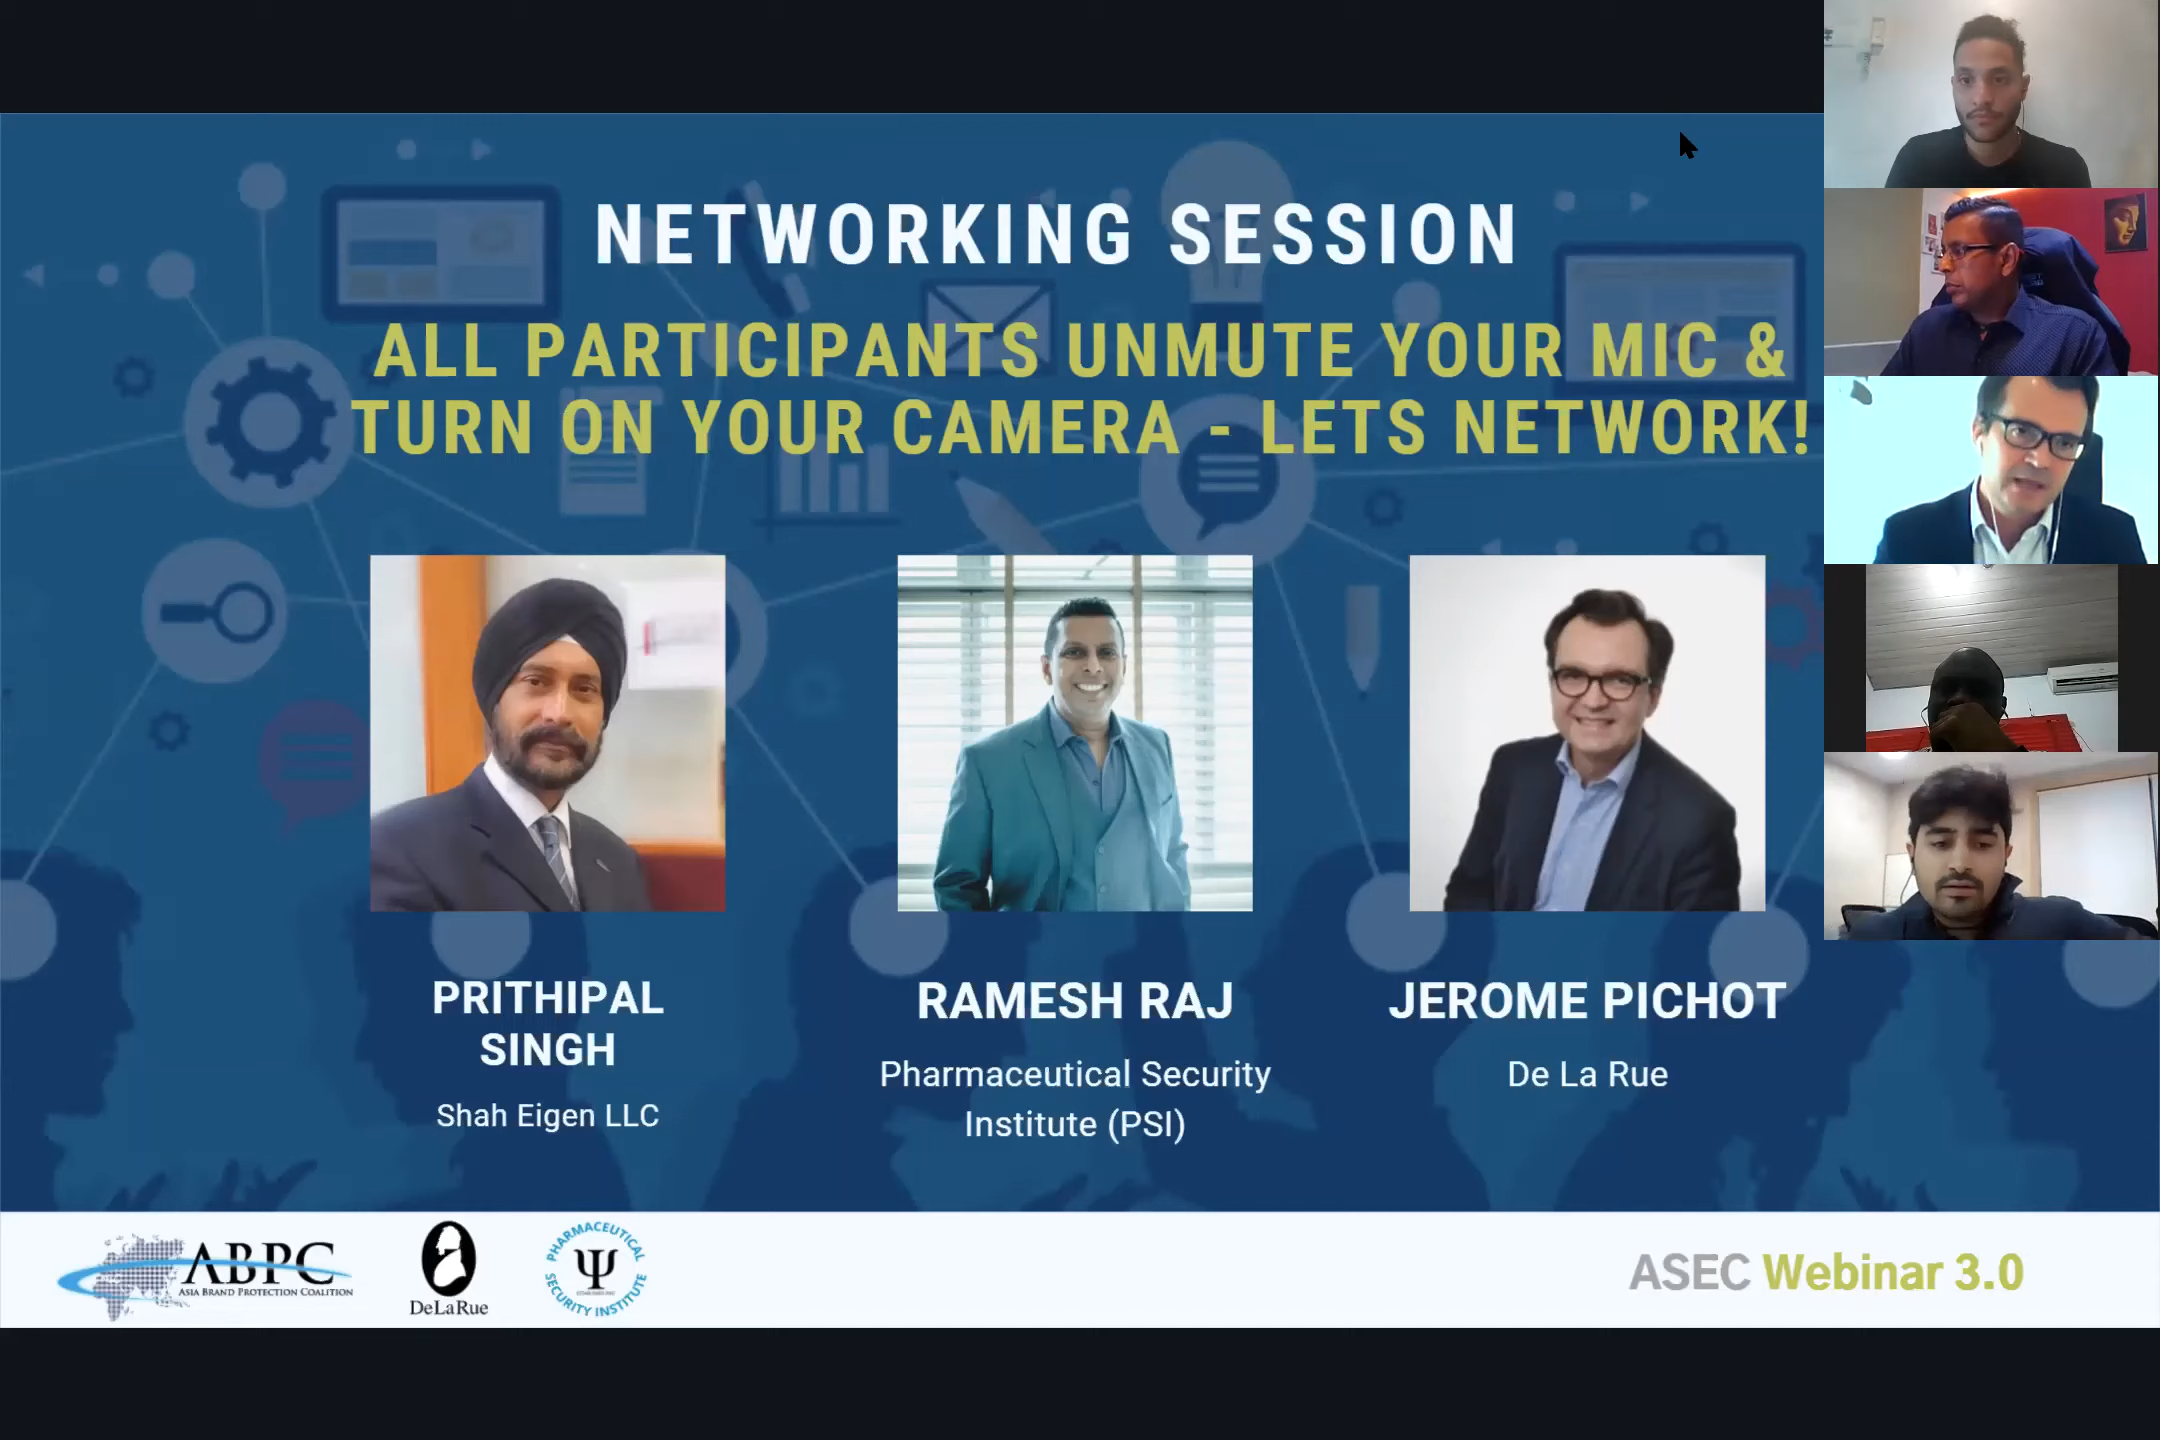 NETWORKING SESSION
ALL PARTICIPANTS UNMUTE YOUR MIC &
TURN ON YOUR CAMERA - LETS NETWORK!
PRITHIPAL
SINGH
Shah Eigen LLC
RAMESH RAJ
Pharmaceutical Security
Institute (PSI)
JEROME PICHOT
De La Rue
ABPC
ASIA BRAND PROTECTION COALITION
DeLaRue
PHARMACEUTICAL
Ψ
SECURITY INSTITUTE
ASEC Webinar 3.0